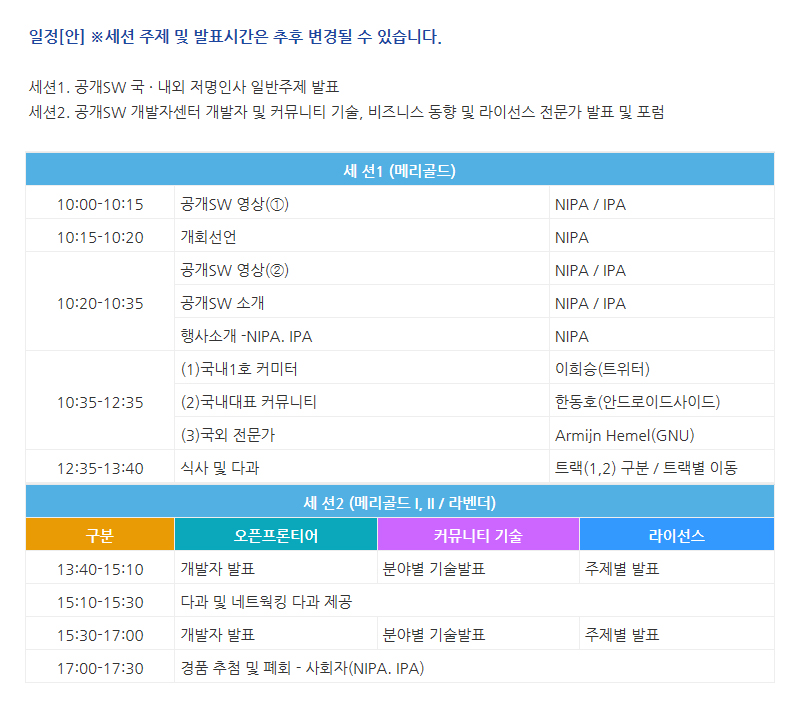 일정[안] ※세션 주제 및 발표시간은 추후 변경될 수 있습니다.
세션1. 공개SW 국 · 내외 저명인사 일반주제 발표
세션2. 공개SW 개발자센터 개발자 및 커뮤니티 기술, 비즈니스 동향 및 라이선스 전문가 발표 및 포럼
세 션1 (메리골드)
10:00-10:15 공개SW 영상(①) NIPA / IPA
10:15-10:20 개회선언 NIPA
공개SW 영상(②) NIPA / IPA
10:20-10:35 공개SW 소개 NIPA / IPA
행사소개 -NIPA. IPA NIPA
(1)국내1호 커미터 이희승(트위터)
10:35-12:35 (2)국내대표 커뮤니티 한동호(안드로이드사이드)
(3)국외 전문가 Armijn Hemel(GNU)
12:35-13:40 식사 및 다과 트랙(1,2) 구분 / 트랙별 이동
세 션2 (메리골드 I, II / 라벤더)
구분 오픈프론티어 커뮤니티 기술 라이선스
13:40-15:10 개발자 발표 분야별 기술발표 주제별 발표
15:10-15:30 다과 및 네트웍킹 다과 제공
15:30-17:00 개발자 발표 분야별 기술발표 주제별 발표
17:00-17:30 경품 추첨 및 폐회 - 사회자(NIPA. IPA)